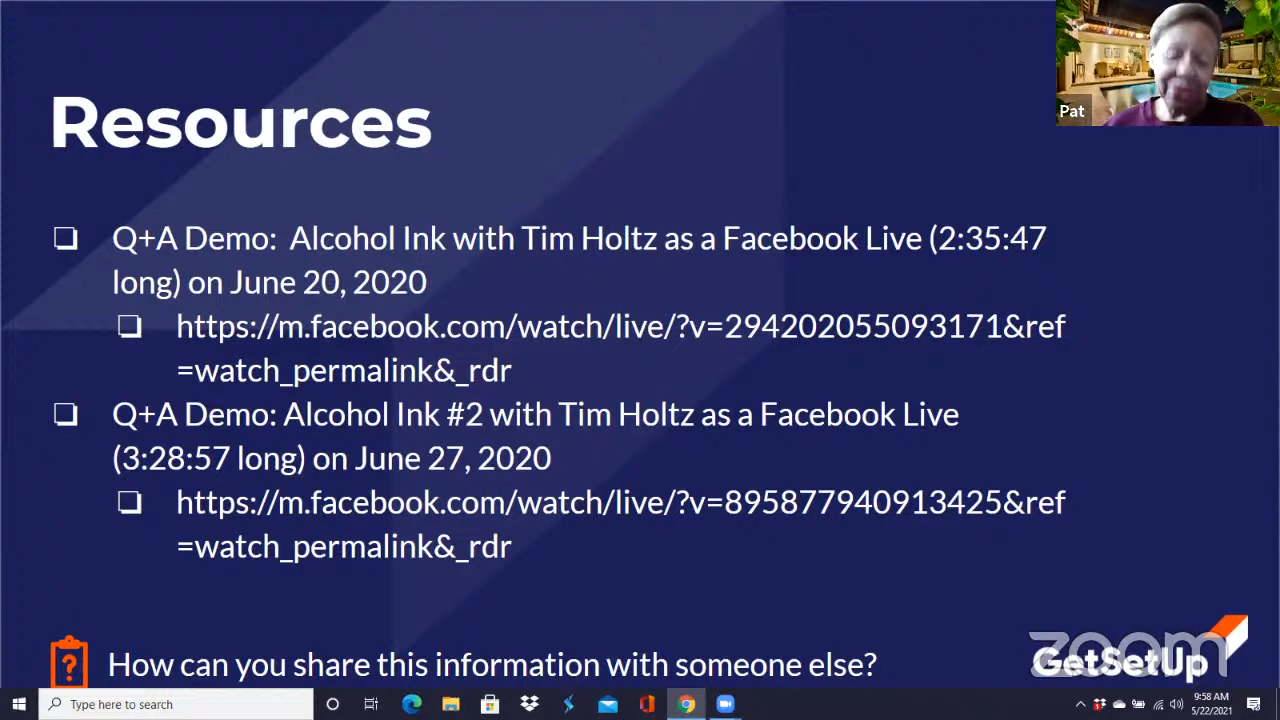 Pat
Resources
Q+A Demo:  Alcohol Ink with Tim Holtz as a Facebook Live (2:35:47
long) on June 20, 2020
https://m.facebook.com/watch/live/?v=294202055093171&ref
=watch_permalink&_rdr
Q+A Demo: Alcohol Ink #2 with Tim Holtz as a Facebook Live
(3:28:57 long) on June 27, 2020
https://m.facebook.com/watch/live/?v=895877940913425&ref
=watch_permalink&_rdr
?
How can you share this information with someone else?
zoom
GetSetUp
Type here to search
9:58 AM
5/22/2021